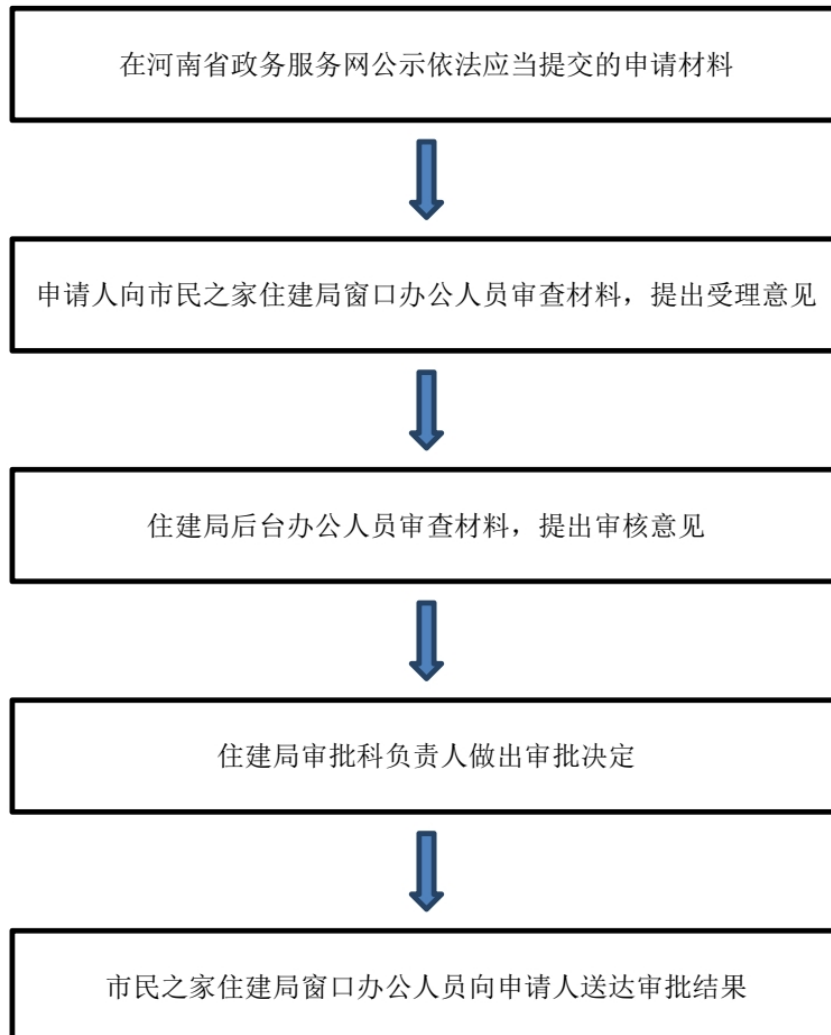 在河南省政务服务网公示依法应当提交的申请材料
申请人向市民之家住建局窗口办公人员审查材料，提出受理意见
住建局后台办公人员审查材料，提出审核意见
住建局审批科负责人做出审批决定
市民之家住建局窗口办公人员向申请人送达审批结果